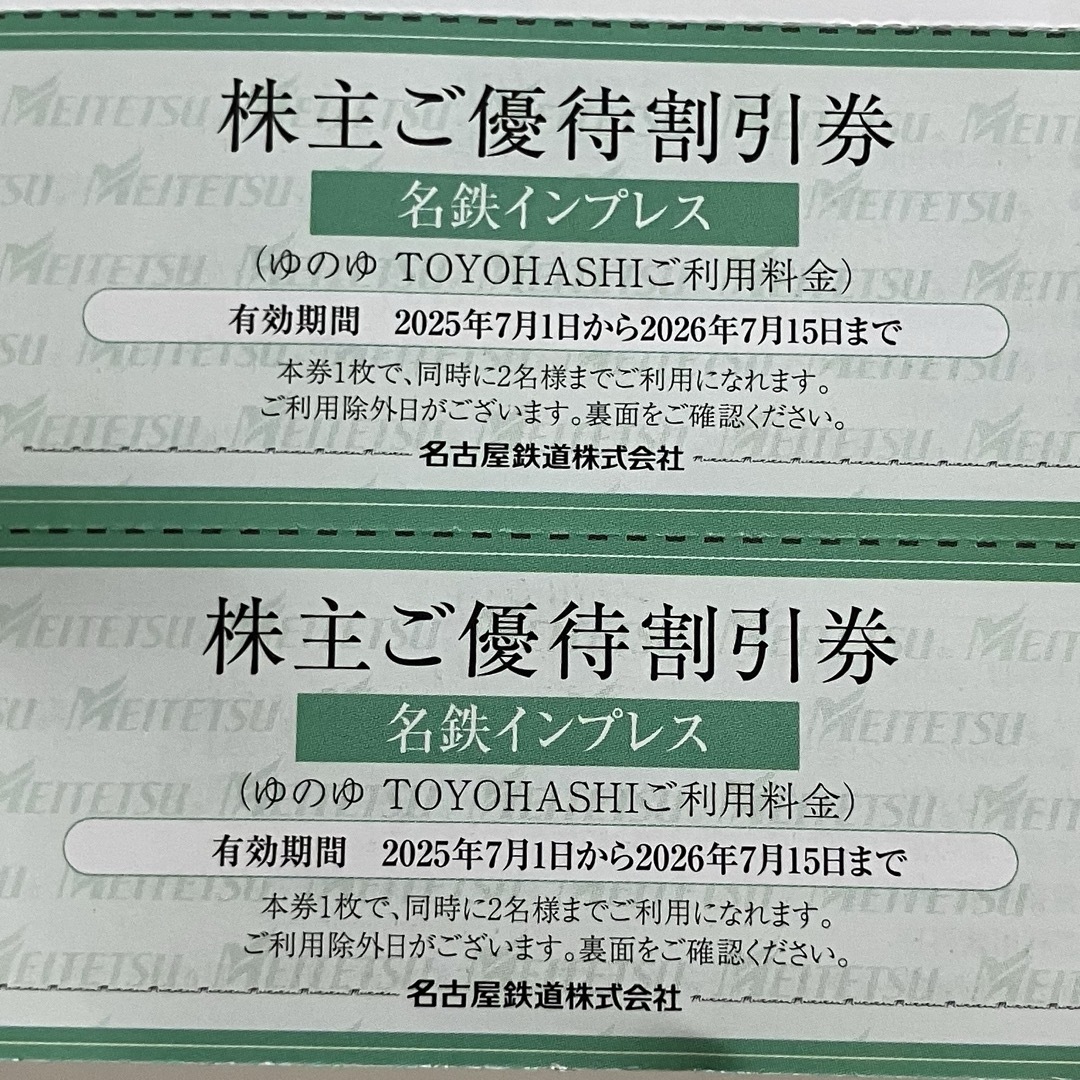 株主ご優待割引券
名鉄インプレス
(ゆのゆ TOYOHASHIご利用料金)
有効期間 2025年7月1日から2026年7月15日まで
本券1枚で、同時に2名様までご利用になれます。
ご利用除外日がございます。裏面をご確認ください。
名古屋鉄道株式会社
株主ご優待割引券
名鉄インプレス
(ゆのゆ TOYOHASHIご利用料金)
有効期間 2025年7月1日から2026年7月15日まで
本券1枚で、同時に2名様までご利用になれます。
ご利用除外日がございます。裏面をご確認ください。
名古屋鉄道株式会社